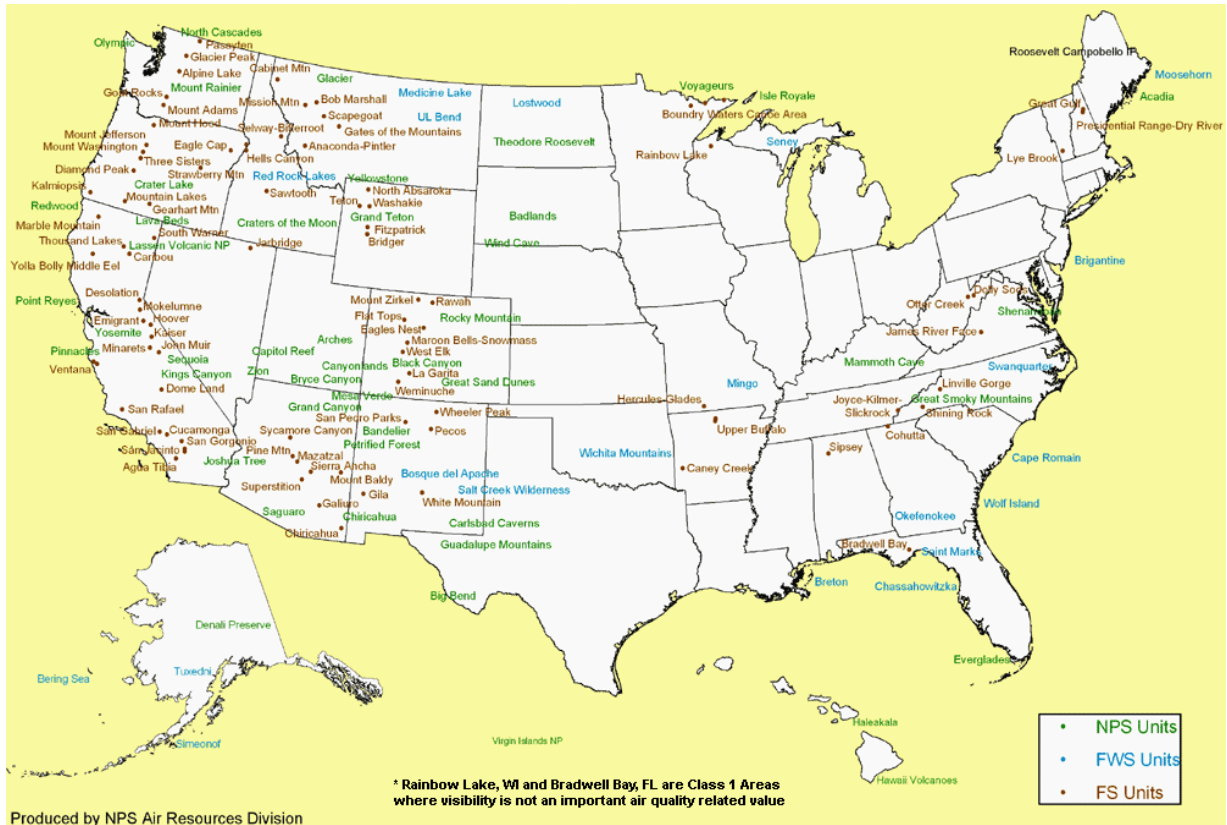 North Cascades
Olympic
Pasayten
Glacier Peak
Alpine Lake
Cabinet Mtn
Glacier
Mount Rainier
Goat Rocks
Mount Adams
Mission Mtn
Bob Marshall
Scapegoat
Medicine Lake
UL Bend
Lostwood
Voyageurs
Isle Royale
Boundry Waters Canoe Area
Roosevelt Campobello IP
Moosehorn
Acadia
Great Gulf
Presidential Range-Dry River
Lye Brook
Mount Hood
Selway-Bitterroot
Gates of the Mountains
Anaconda-Pintler
Theodore Roosevelt
Rainbow Lake
Seney
Mount Jefferson
Mount Washington
Eagle Cap
Hells Canyon
Three Sisters
Diamond Peak
Strawberry Mtn
Red Rock Lakes
Yellowstone
Kalmiopsis
Crater Lake
Mountain Lakes
Sawtooth
North Absaroka
Teton
Washakie
Redwood
Gearhart Mtn
Lava Beds
Craters of the Moon
Grand Teton
Fitzpatrick
Bridger
Badlands
Wind Cave
Marble Mountain
South Warner
Thousand Lakes
Lassen Volcanic NP
Caribou
Jarbridge
Yolla Bolly Middle Eel
Brigantine
Desolation
Point Reyes
Mokelumne
Emigrant
Hoover
Yosemite
Kaiser
Minarets
John Muir
Pinnacles
Ventana
Sequoia
Kings Canyon
Dome Land
Mount Zirkel
Rawah
Flat Tops
Rocky Mountain
Eagles Nest
Maroon Bells-Snowmass
West Elk
Arches
Capitol Reef
Canyonlands
Black Canyon
Zion
Bryce Canyon
La Garita
Great Sand Dunes
Weminuche
Mesa Verde
Dolly Sods
Otter Creek
Shenandoah
James River Face
Mammoth Cave
Swanquarter
Mingo
Linville Gorge
Hercules-Glades
Joyce-Kilmer-
Slickrock
Great Smoky Mountains
Shining Rock
Grand Canyon
San Pedro Parks
Wheeler Peak
San Rafael
Sycamore Canyon
Bandelier
Pecos
Upper Buffalo
Cohutta
San Gabriel
Cucamonga
San Gorgonio
San Jacinto
Agua Tibia
Joshua Tree
Pine Mtn
Mazatzal
Petrified Forest
Sierra Ancha
Mount Baldy
Superstition
Gila
Bosque del Apache
Salt Creek Wilderness
White Mountain
Wichita Mountains
Caney Creek
Sipsey
Cape Romain
Wolf Island
Okefenokee
Galiuro
Saguaro
Chiricahua
Chiricahua
Carlsbad Caverns
Guadalupe Mountains
Big Bend
Bradwell Bay
Saint Marks
Breton
Chassahowitzka
Everglades
Denali Preserve
Bering Sea
Tuxedni
Simeonof
Virgin Islands NP
Haleakala
Hawaii Volcanoes
NPS Units
FWS Units
FS Units
* Rainbow Lake, WI and Bradwell Bay, FL are Class 1 Areas
where visibility is not an important air quality related value
Produced by NPS Air Resources Division